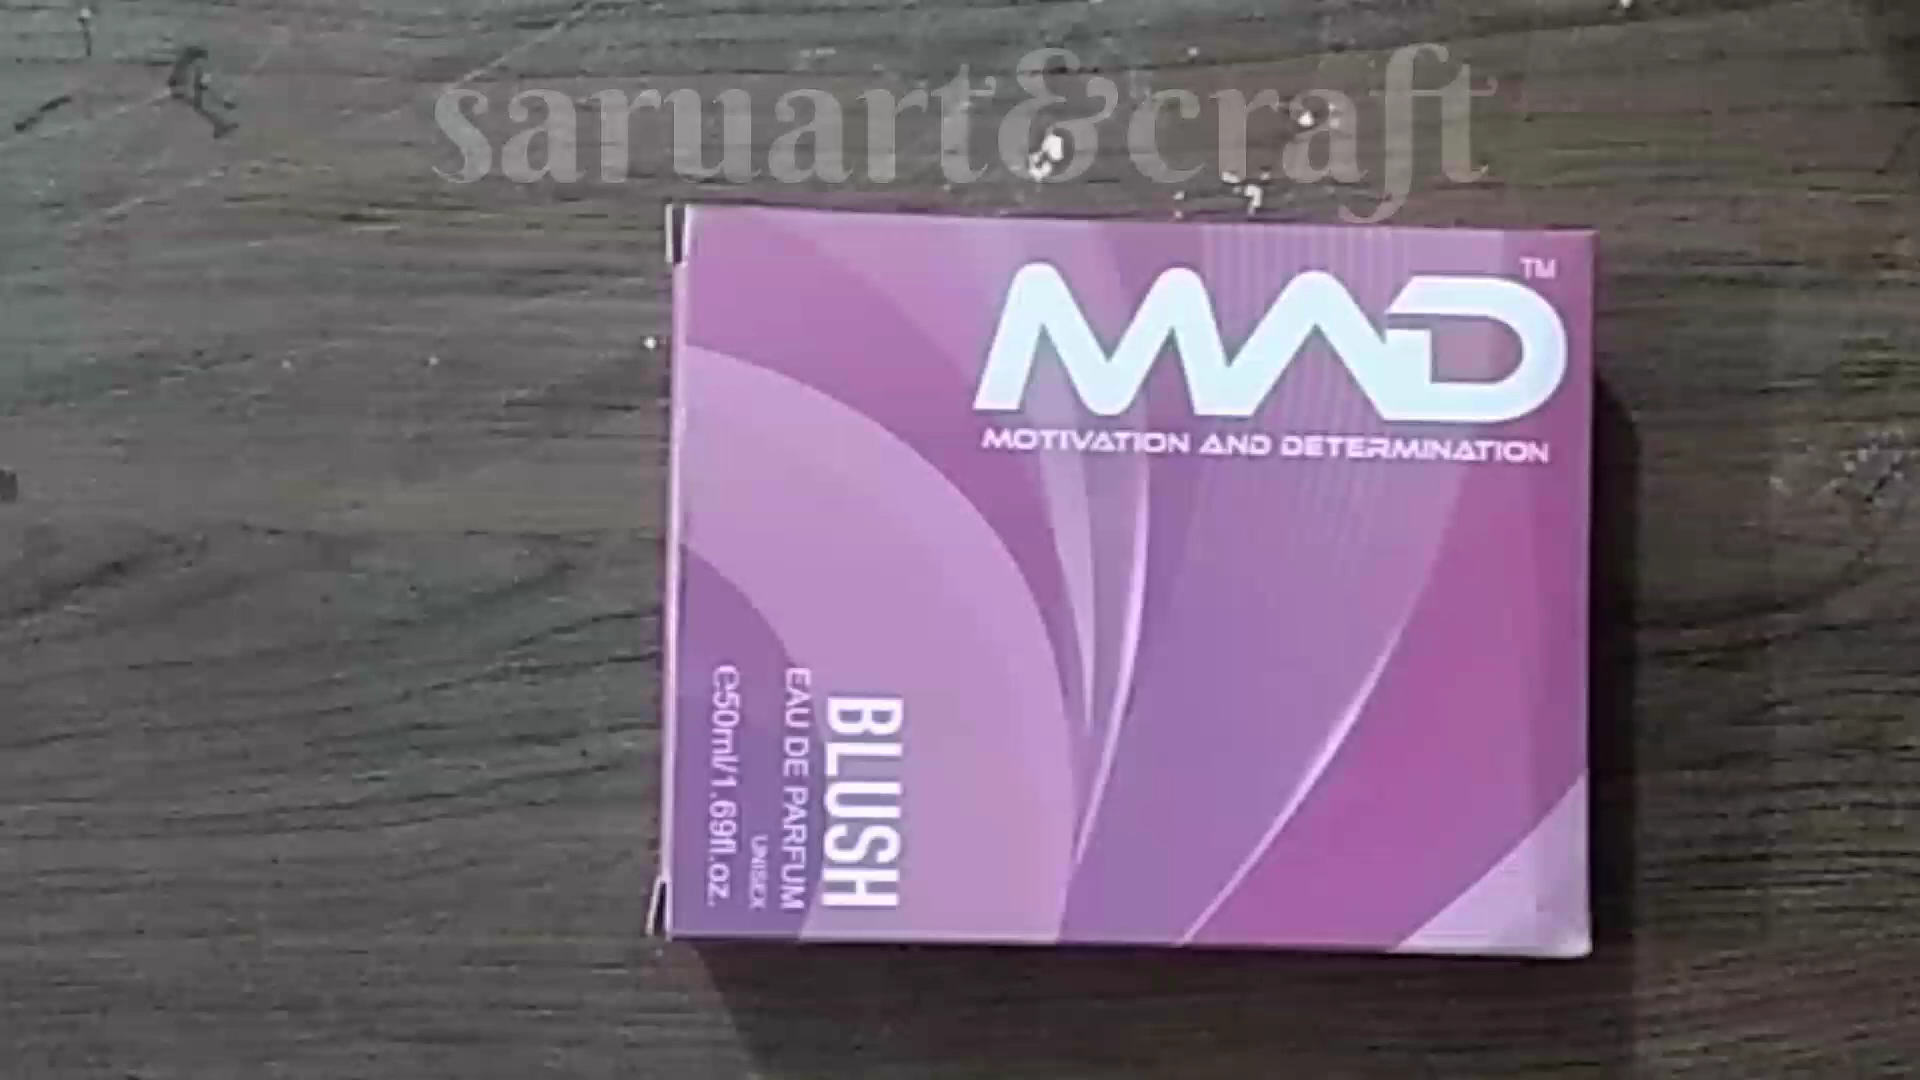 saruart&craft
MAD™
MOTIVATION AND DETERMINATION
BLUSH
EAU DE PARFUM
UNISEX
℮50ml/1.69fl.oz.